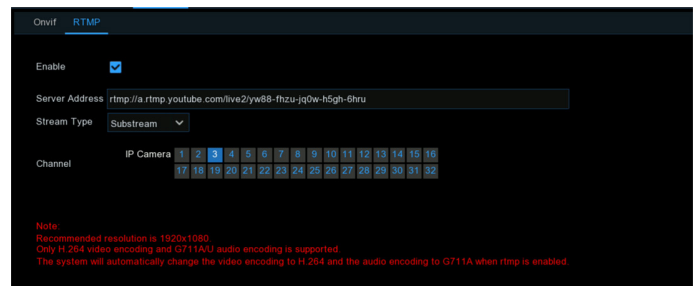 Onvif RTMP
Enable
Server Address rtmp://a.rtmp.youtube.com/live2/yw88-fhzu-jq0w-h5gh-6hru
Stream Type Substream
Channel
IP Camera 1 2 3 4 5 6 7 8 9 10 11 12 13 14 15 16
17 18 19 20 21 22 23 24 25 26 27 28 29 30 31 32
Note:
Recommended resolution is 1920x1080.
Only H.264 video encoding and G711A/U audio encoding is supported.
The system will automatically change the video encoding to H.264 and the audio encoding to G711A when rtmp is enabled.